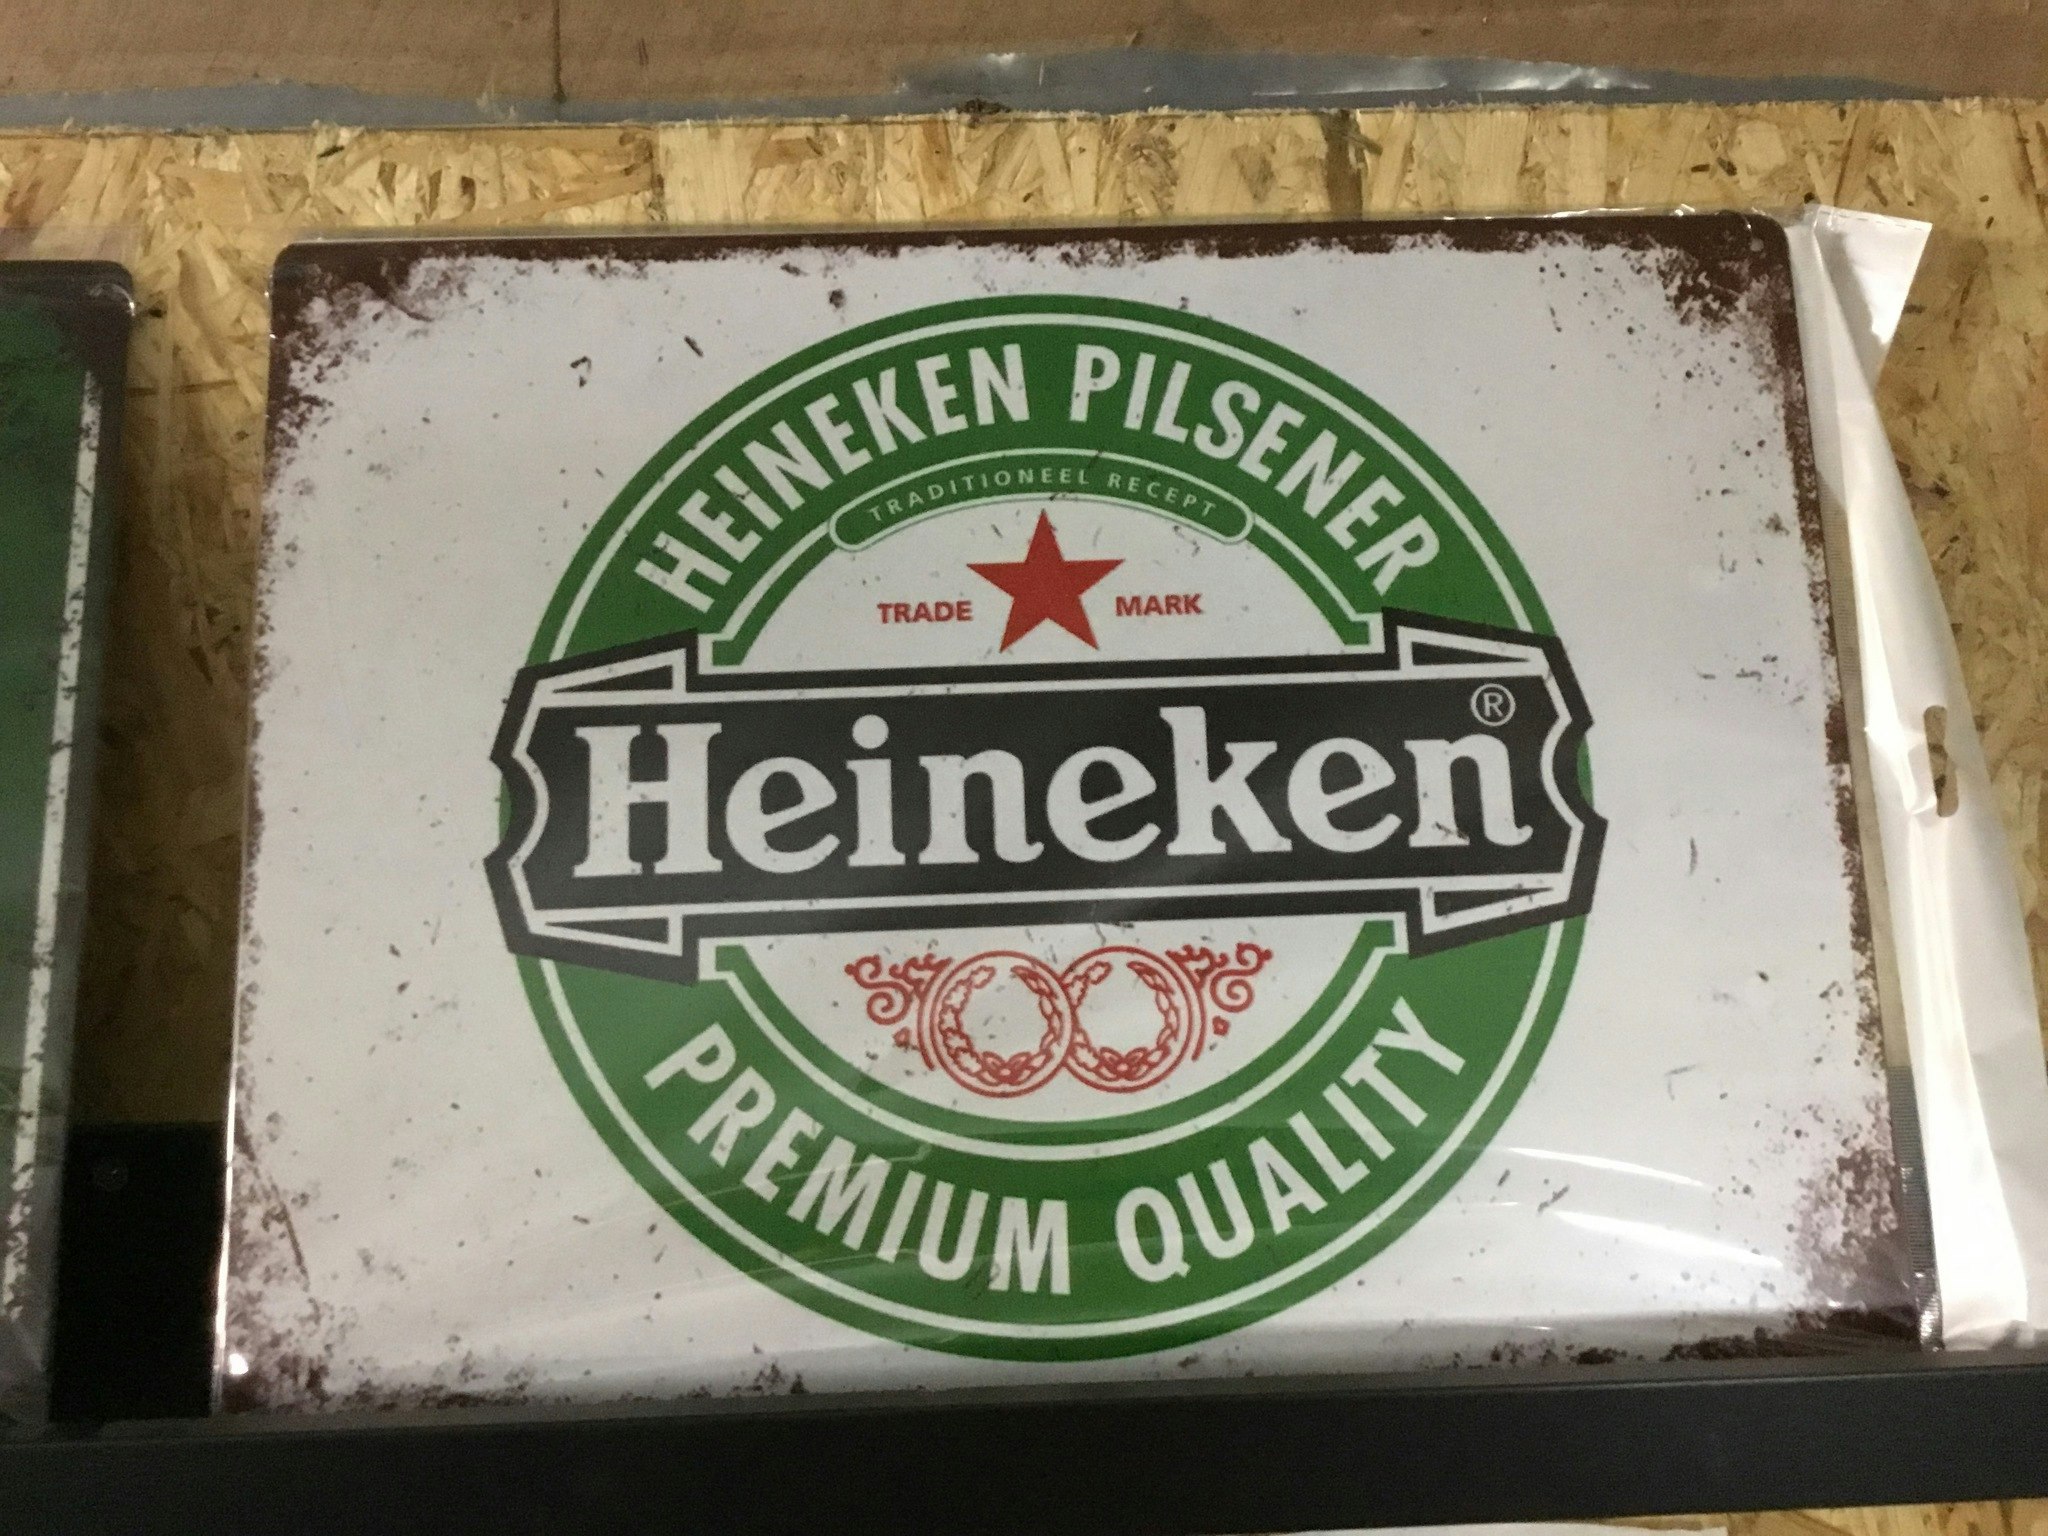 HEINEKEN PILSENER
TRADITIONEEL RECEPT
TRADE MARK
Heineken®
PREMIUM QUALITY